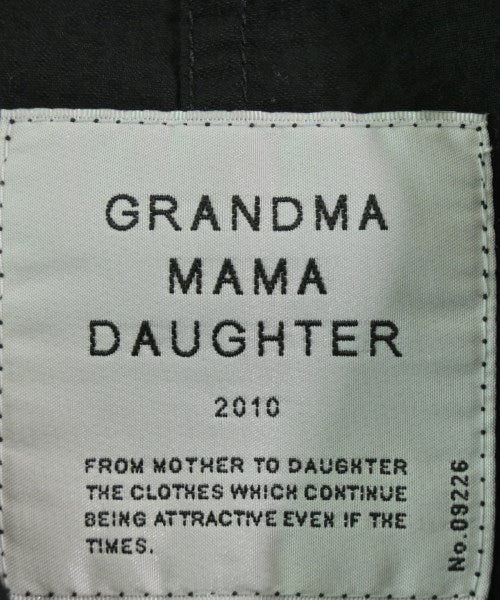 GRANDMA
MAMA
DAUGHTER
2010
FROM MOTHER TO DAUGHTER
THE CLOTHES WHICH CONTINUE
BEING ATTRACTIVE EVEN IF THE
TIMES.
No.09226